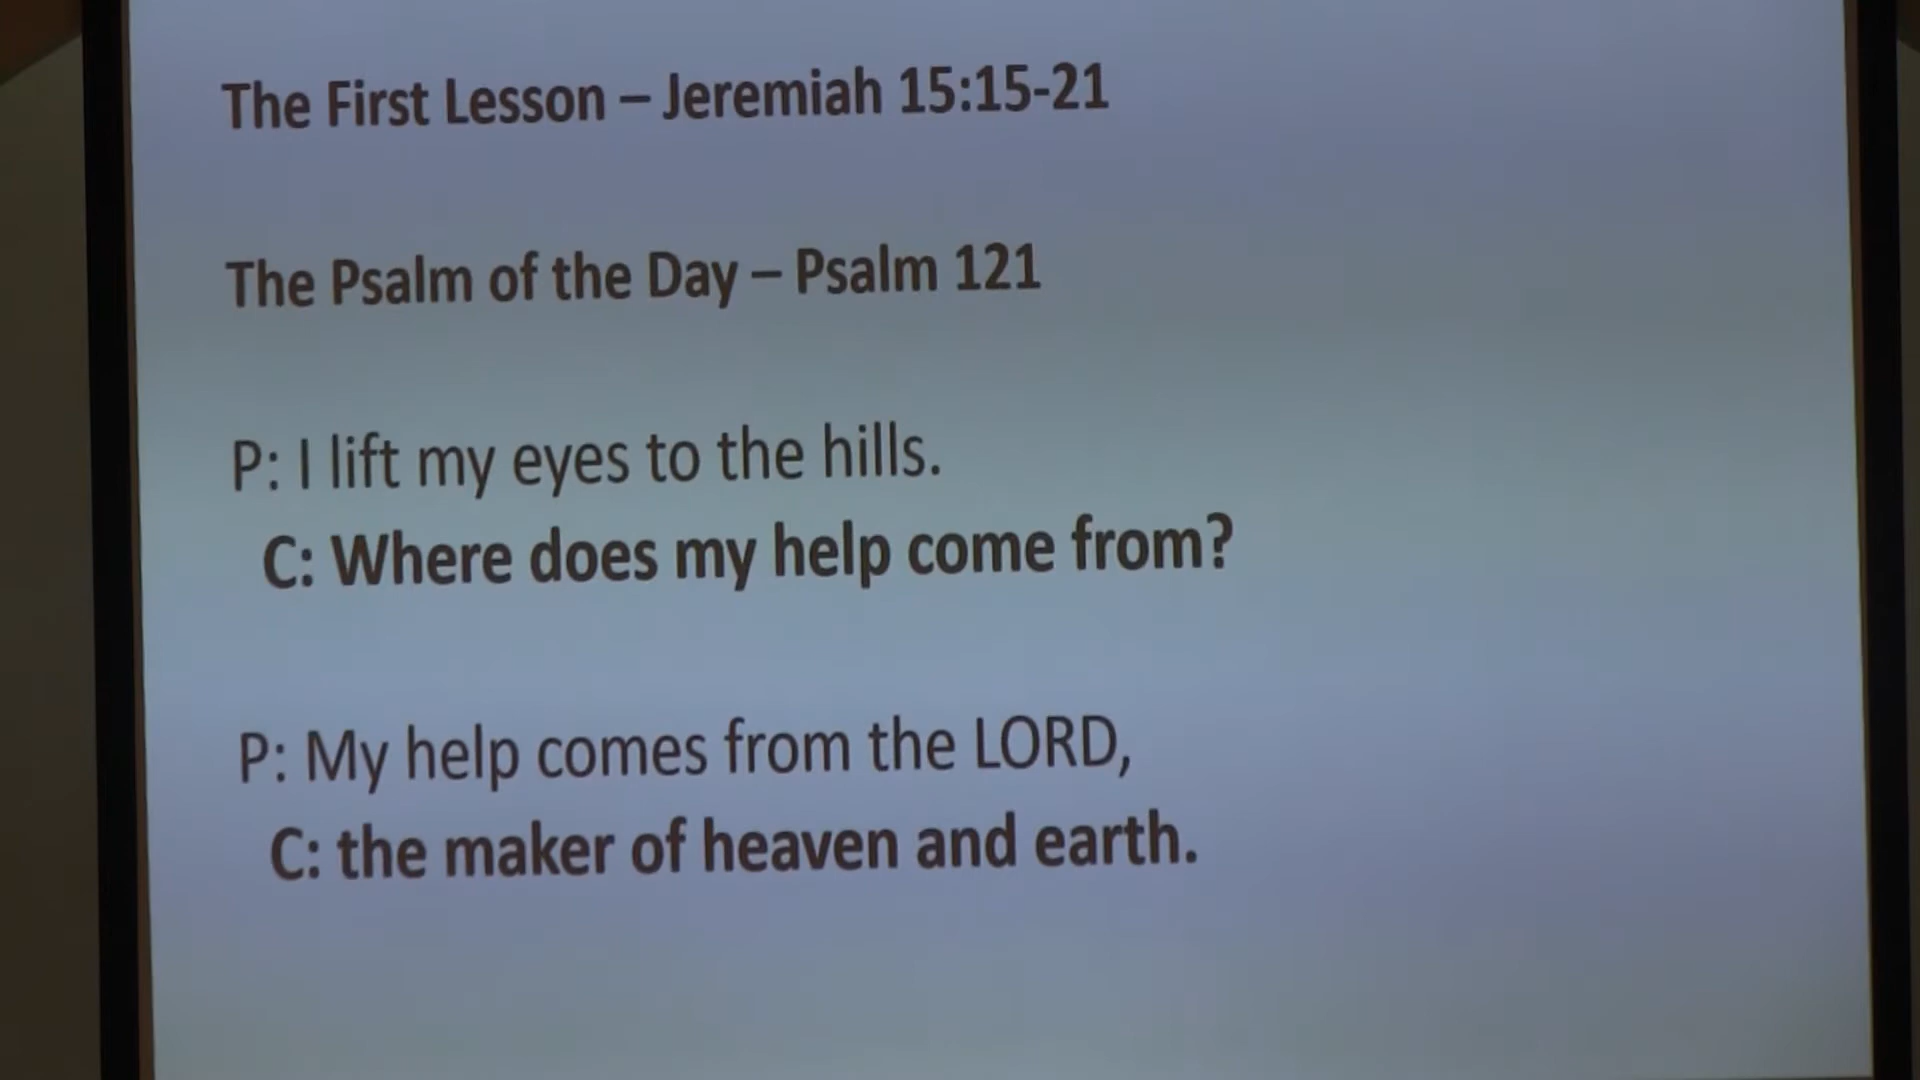 The First Lesson – Jeremiah 15:15-21
The Psalm of the Day – Psalm 121
P: I lift my eyes to the hills.
C: Where does my help come from?
P: My help comes from the LORD,
C: the maker of heaven and earth.